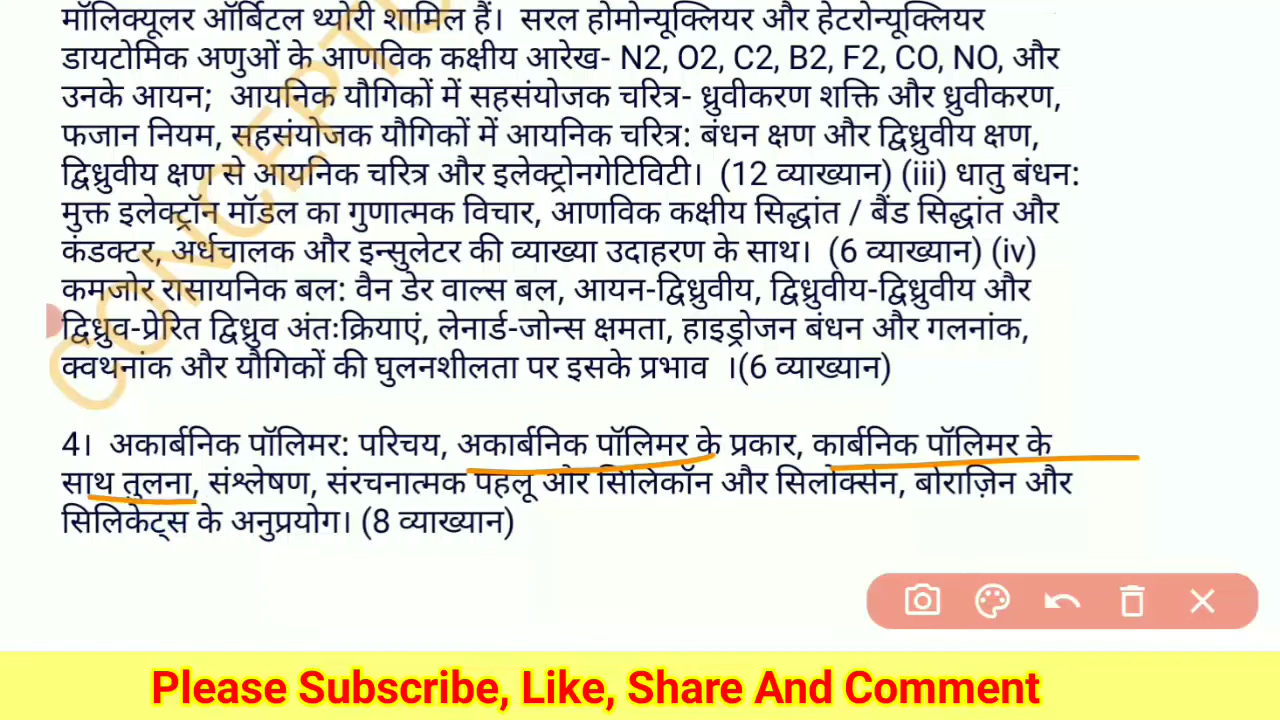 मॉलिक्यूलर ऑर्बिटल थ्योरी शामिल हैं। सरल होमोन्यूक्लियर और हेटरोन्यूक्लियर
डायटोमिक अणुओं के आणविक कक्षीय आरेख- N2, O2, C2, B2, F2, CO, NO, और
उनके आयन; आयनिक यौगिकों में सहसंयोजक चरित्र- ध्रुवीकरण शक्ति और ध्रुवीकरण,
फजान नियम, सहसंयोजक यौगिकों में आयनिक चरित्र: बंधन क्षण और द्विध्रुवीय क्षण,
द्विध्रुवीय क्षण से आयनिक चरित्र और इलेक्ट्रोनगेटिविटी। (12 व्याख्यान) (iii) धातु बंधन:
मुक्त इलेक्ट्रॉन मॉडल का गुणात्मक विचार, आणविक कक्षीय सिद्धांत / बैंड सिद्धांत और
कंडक्टर, अर्धचालक और इन्सुलेटर की व्याख्या उदाहरण के साथ। (6 व्याख्यान) (iv)
कमजोर रासायनिक बल: वैन डेर वाल्स बल, आयन-द्विध्रुवीय, द्विध्रुवीय-द्विध्रुवीय और
द्विध्रुव-प्रेरित द्विध्रुव अंतःक्रियाएं, लेनार्ड-जोन्स क्षमता, हाइड्रोजन बंधन और गलनांक,
क्वथनांक और यौगिकों की घुलनशीलता पर इसके प्रभाव ।(6 व्याख्यान)
4। अकार्बनिक पॉलिमर: परिचय, अकार्बनिक पॉलिमर के प्रकार, कार्बनिक पॉलिमर के
साथ तुलना, संश्लेषण, संरचनात्मक पहलू और सिलिकॉन और सिलोक्सेन, बोराज़िन और
सिलिकेट्स के अनुप्रयोग। (8 व्याख्यान)
Please Subscribe, Like, Share And Comment